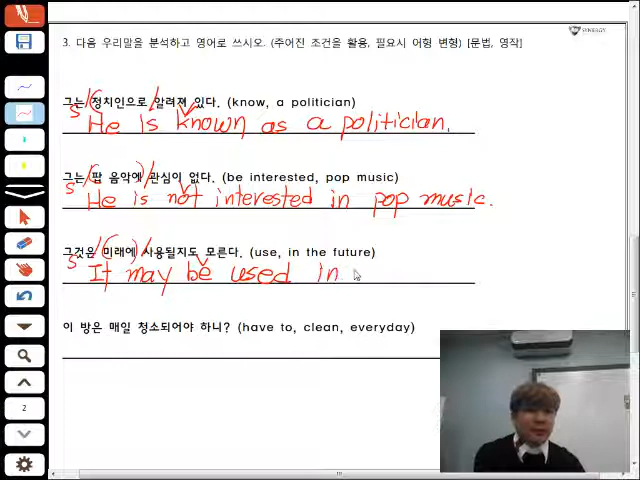 SYNERGY
3. 다음 우리말을 분석하고 영어로 쓰시오. (주어진 조건을 활용, 필요시 어형 변형) [문법, 영작]
그는 정치인으로 알려져 있다. (know, a politician)
S
He is known as a politician.
그는 팝 음악에 관심이 없다. (be interested, pop music)
S
He is not interested in pop music.
그것은 미래에 사용될지도 모른다. (use, in the future)
S
It may be used in
이 방은 매일 청소되어야 하니? (have to, clean, everyday)
2